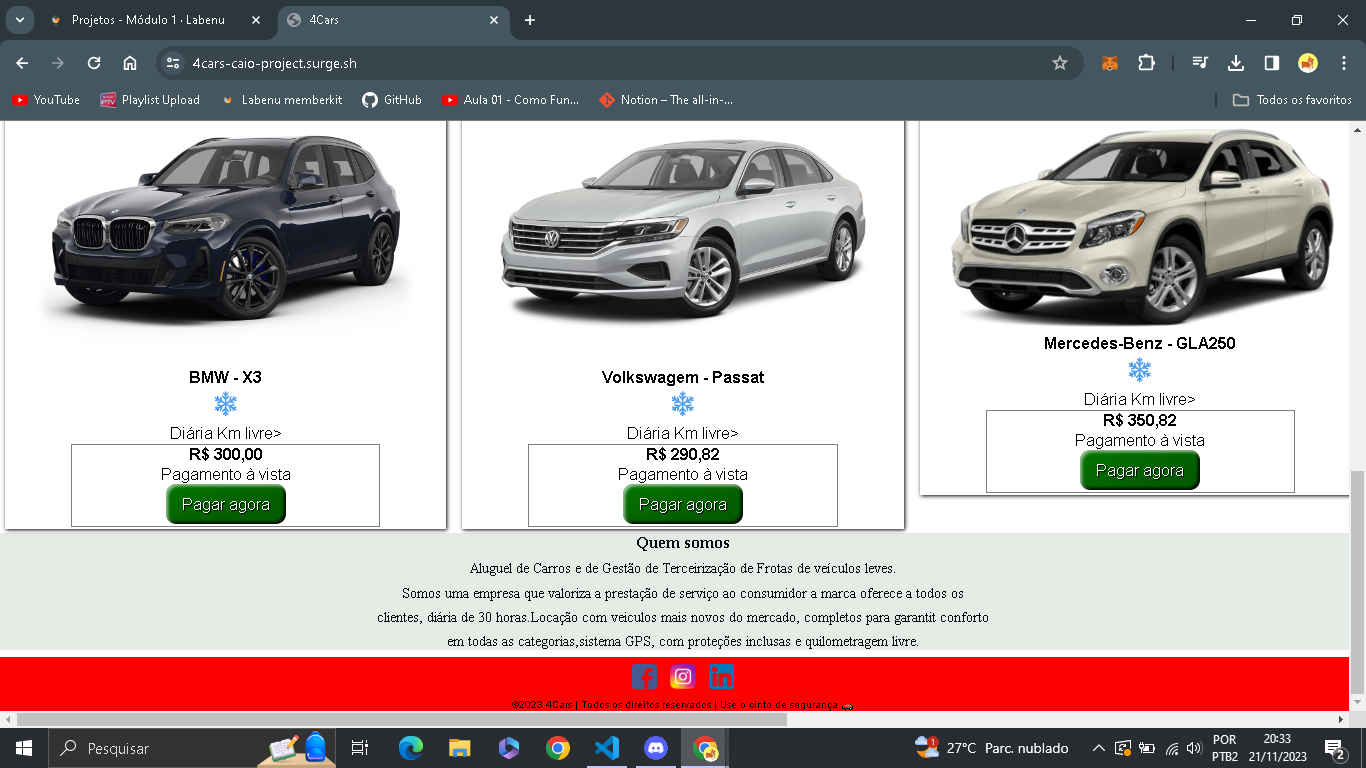 Projetos - Módulo 1 · Labenu
4Cars
4cars-caio-project.surge.sh
YouTube
Playlist Upload
Labenu memberkit
GitHub
Aula 01 - Como Fun...
Notion – The all-in-...
Todos os favoritos
BMW - X3
Diária Km livre>
R$ 300,00
Pagamento à vista
Pagar agora
Volkswagem - Passat
Diária Km livre>
R$ 290,82
Pagamento à vista
Pagar agora
Mercedes-Benz - GLA250
Diária Km livre>
R$ 350,82
Pagamento à vista
Pagar agora
Quem somos
Aluguel de Carros e de Gestão de Terceirização de Frotas de veículos leves.
Somos uma empresa que valoriza a prestação de serviço ao consumidor a marca oferece a todos os
clientes, diária de 30 horas.Locação com veiculos mais novos do mercado, completos para garantit conforto
em todas as categorias,sistema GPS, com proteções inclusas e quilometragem livre.
©2023 4Cars | Todos os direitos reservados | Use o cinto de segurança 🚗
Pesquisar
27°C Parc. nublado
POR
PTB2
20:33
21/11/2023
2